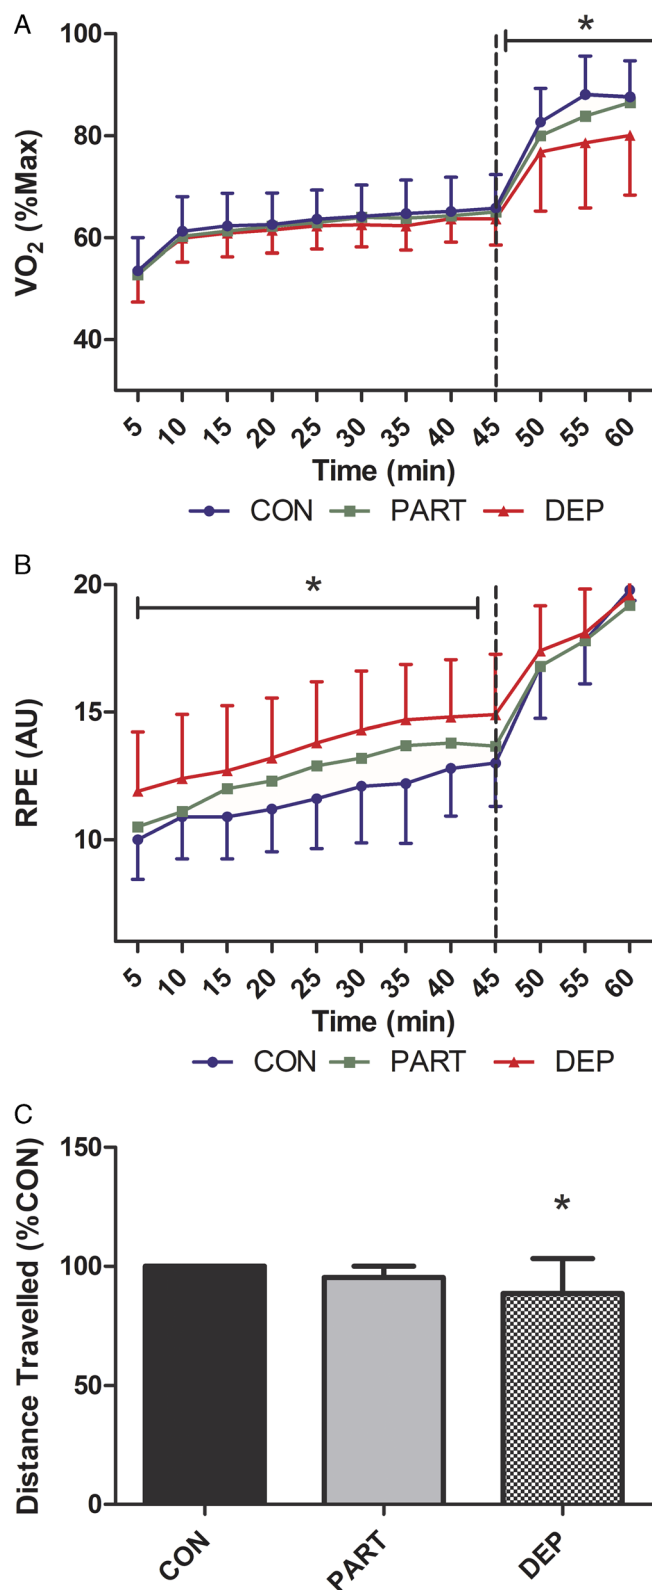 A
VO2 (%Max)
100
80
60
40
*
5 10 15 20 25 30 35 40 45 50 55 60
Time (min)
CON PART DEP
B
RPE (AU)
20
15
10
*
5 10 15 20 25 30 35 40 45 50 55 60
Time (min)
CON PART DEP
C
Distance Travelled (%CON)
150
100
50
0
*
CON PART DEP